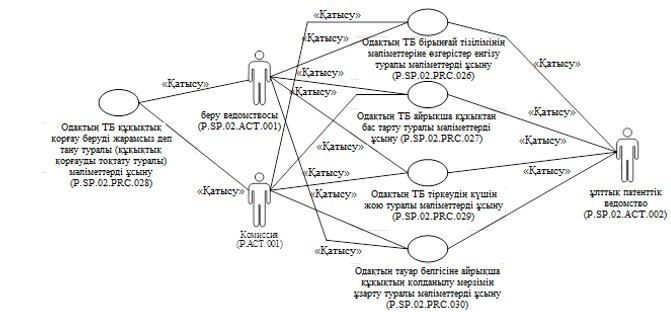 «Қатысу»
«Қатысу»
Одақтың ТБ бірыңғай тізілімінің
мәліметтеріне өзгерістер енгізу
туралы мәліметтерді ұсыну
(P.SP.02.PRC.026)
«Қатысу»
«Қатысу»
«Қатысу»
«Қатысу»
беру ведомствосы
(P.SP.02.ACT.001)
«Қатысу»
Одақтың ТБ айрықша құқықтан
бас тарту туралы мәліметтерді
ұсыну (P.SP.02.PRC.027)
«Қатысу»
Одақтың ТБ құқықтық
қорғау беруді жарамсыз деп
тану туралы (құқықтық
қорғауды тоқтату туралы)
мәліметтерді ұсыну
(P.SP.02.PRC.028)
«Қатысу»
«Қатысу»
«Қатысу»
Одақтың ТБ тіркеудің күшін
жою туралы мәліметтерді ұсыну
(P.SP.02.PRC.029)
ұлттық патенттік
ведомство
(P.SP.02.ACT.002)
«Қатысу»
Комиссия
(P.ACT.001)
«Қатысу»
«Қатысу»
Одақтың тауар белгісіне айрықша
құқықтың қолданылу мерзімін
ұзарту туралы мәліметтерді ұсыну
(P.SP.02.PRC.030)